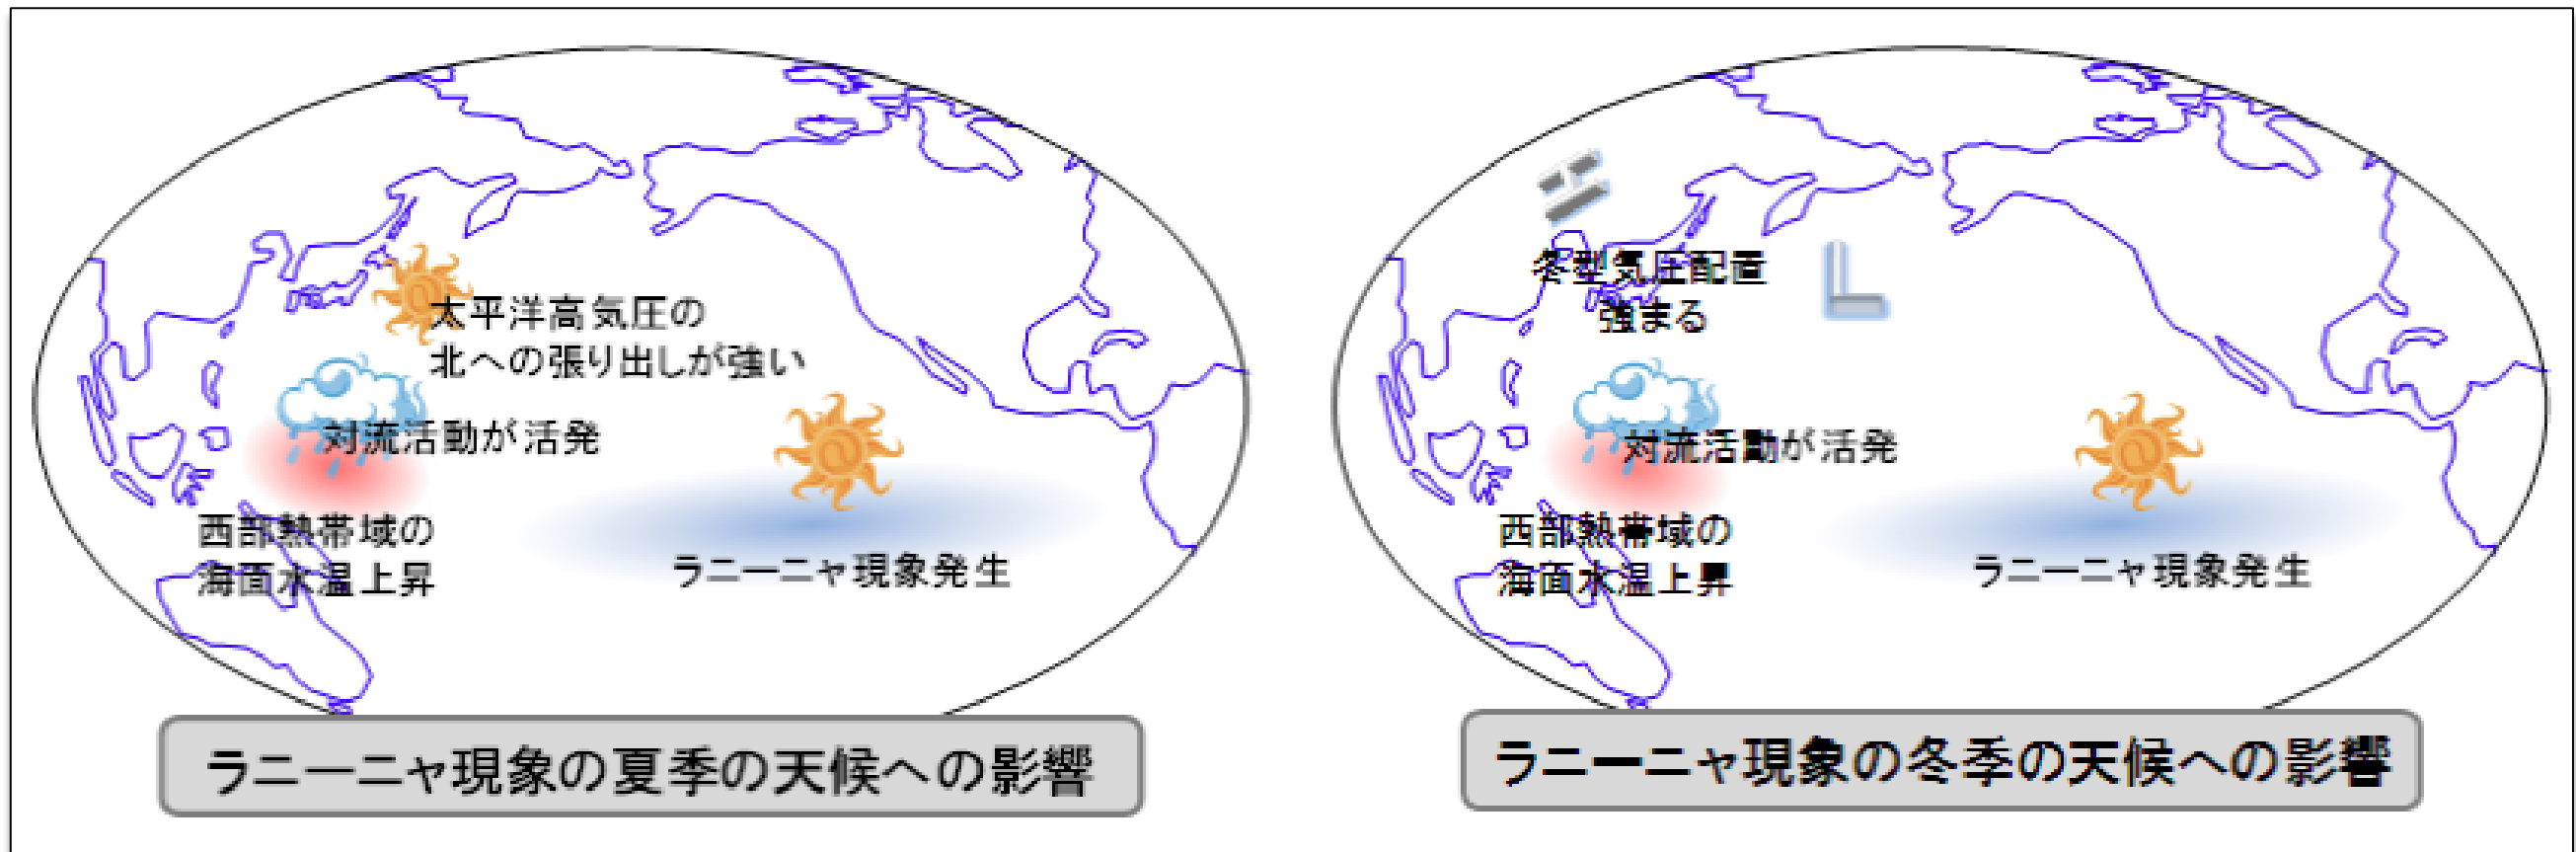 太平洋高気圧の
北への張り出しが強い
対流活動が活発
西部熱帯域の
海面水温上昇
ラニーニャ現象発生
ラニーニャ現象の夏季の天候への影響
H
冬型気圧配置
強まる
L
対流活動が活発
西部熱帯域の
海面水温上昇
ラニーニャ現象発生
ラニーニャ現象の冬季の天候への影響